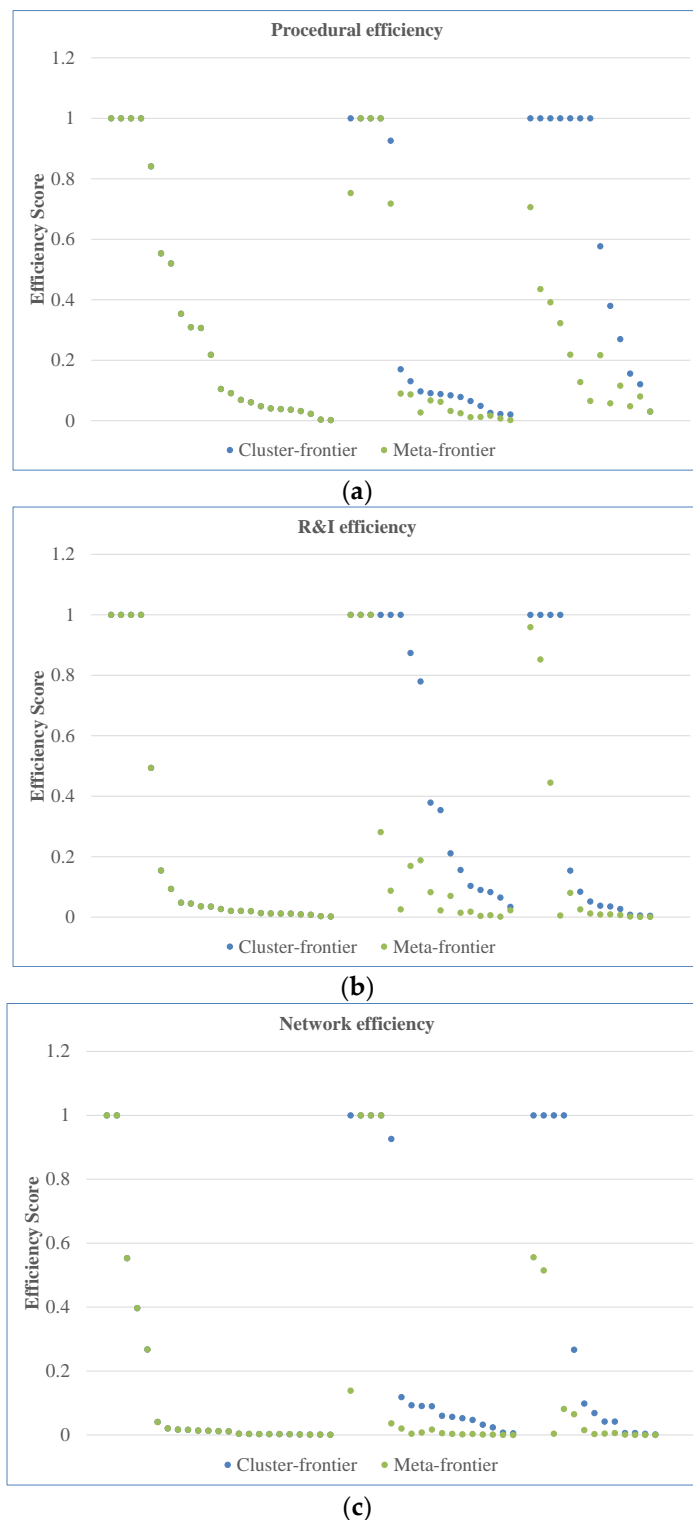 Procedural efficiency
1.2
1
0.8
0.6
0.4
0.2
0
Efficiency Score
Cluster-frontier Meta-frontier
(a)
R&I efficiency
1.2
1
0.8
0.6
0.4
0.2
0
Efficiency Score
Cluster-frontier Meta-frontier
(b)
Network efficiency
1.2
1
0.8
0.6
0.4
0.2
0
Efficiency Score
Cluster-frontier Meta-frontier
(c)